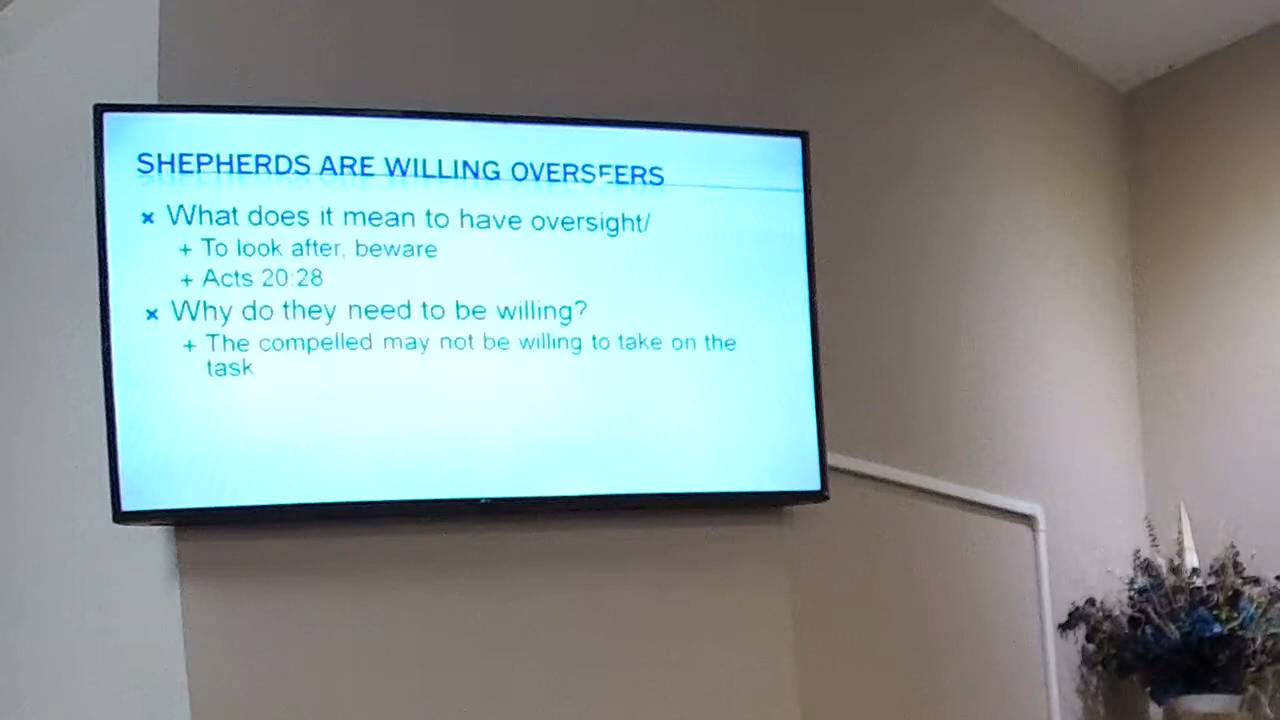 SHEPHERDS ARE WILLING OVERSEERS
× What does it mean to have oversight/
+ To look after, beware
+ Acts 20:28
× Why do they need to be willing?
+ The compelled may not be willing to take on the
task